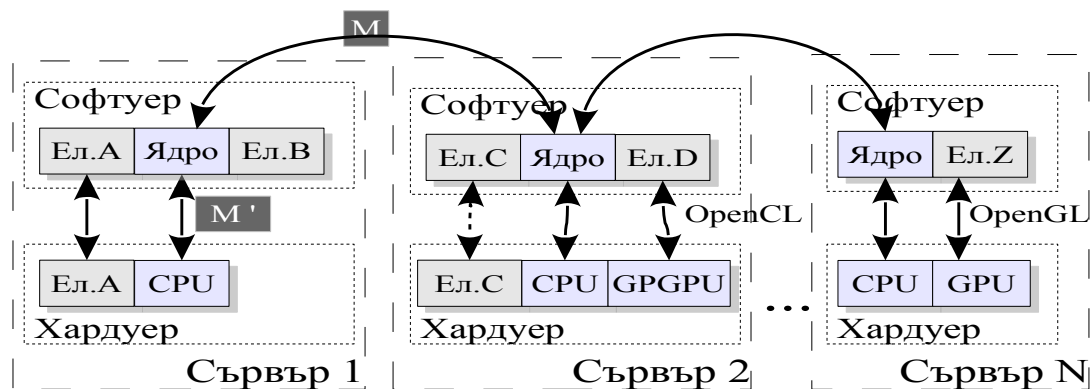 M
Софтуер
Софтуер
Софтуер
Ел.A Ядро Ел.B
Ел.C Ядро Ел.D
Ядро Ел.Z
M '
OpenCL
OpenGL
Ел.A CPU
Ел.C CPU GPGPU
...
CPU GPU
Хардуер
Хардуер
Хардуер
Сървър 1
Сървър 2
Сървър N